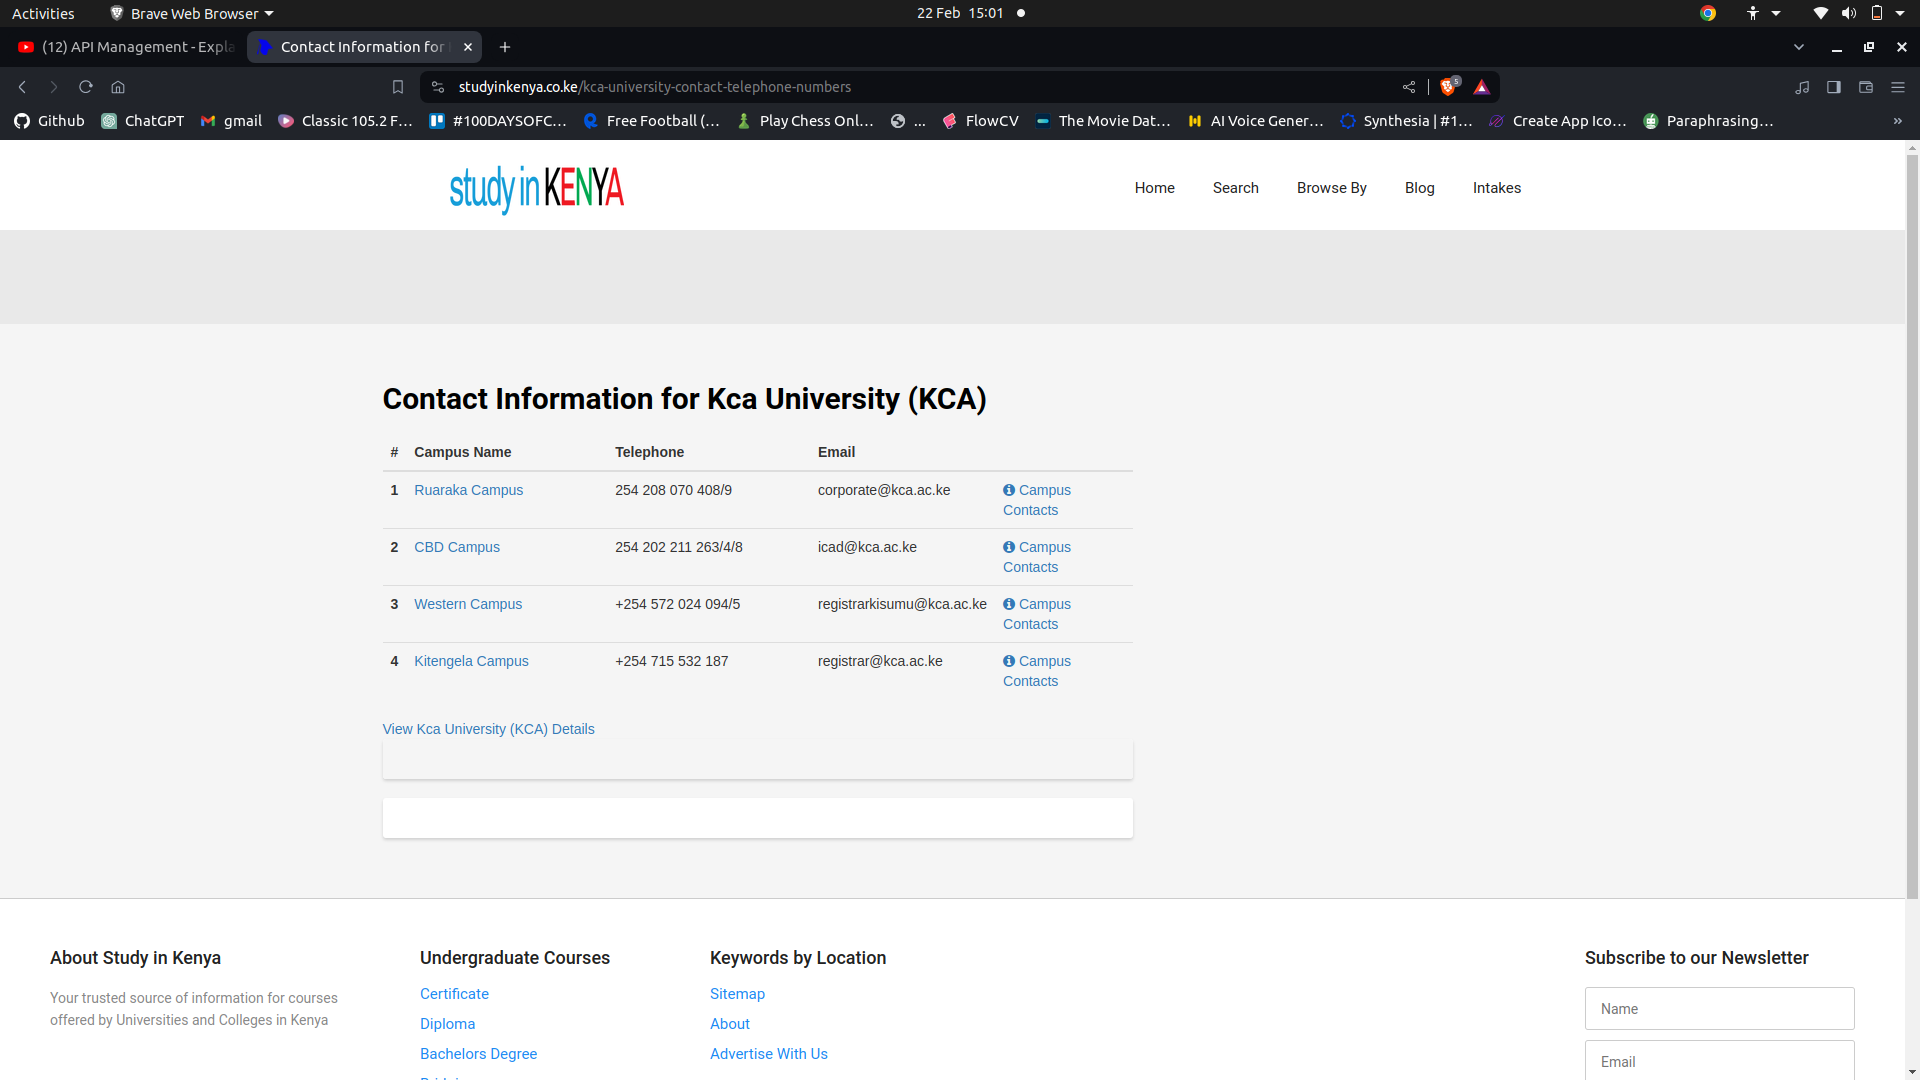 Activities
Brave Web Browser
22 Feb 15:01
(12) API Management - Expla
Contact Information for
studyinkenya.co.ke/kca-university-contact-telephone-numbers
5
Github
ChatGPT
gmail
Classic 105.2 F...
#100DAYSOFC...
Free Football (...
Play Chess Onl...
...
FlowCV
The Movie Dat...
AI Voice Gener...
Synthesia | #1...
Create App Ico...
Paraphrasing...
»
study in KENYA
Home
Search
Browse By
Blog
Intakes
Contact Information for Kca University (KCA)
# Campus Name Telephone Email
1 Ruaraka Campus 254 208 070 408/9 corporate@kca.ac.ke Campus
Contacts
2 CBD Campus 254 202 211 263/4/8 icad@kca.ac.ke Campus
Contacts
3 Western Campus +254 572 024 094/5 registrarkisumu@kca.ac.ke Campus
Contacts
4 Kitengela Campus +254 715 532 187 registrar@kca.ac.ke Campus
Contacts
View Kca University (KCA) Details
About Study in Kenya
Your trusted source of information for courses
offered by Universities and Colleges in Kenya
Undergraduate Courses
Certificate
Diploma
Bachelors Degree
Keywords by Location
Sitemap
About
Advertise With Us
Subscribe to our Newsletter
Name
Email